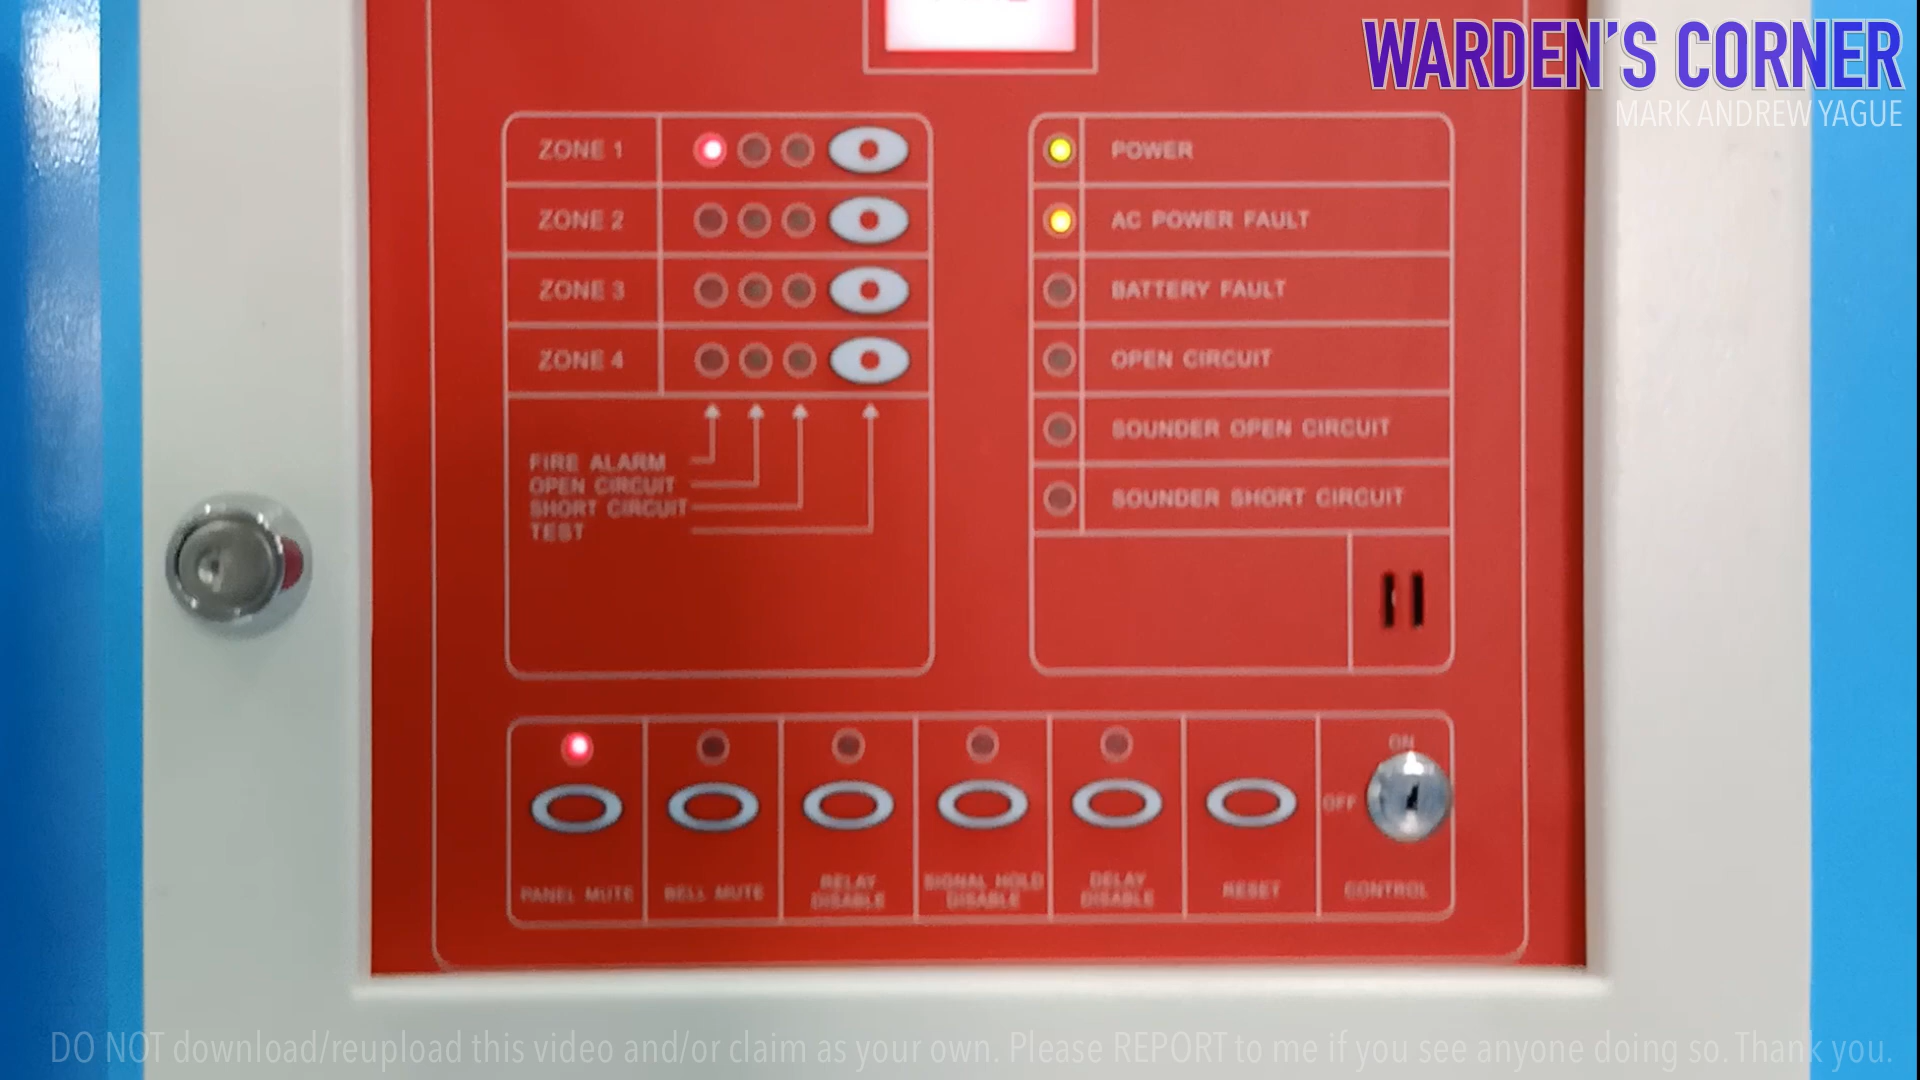 WARDEN'S CORNER
MARK ANDREW YAGUE
ZONE 1
ZONE 2
ZONE 3
ZONE 4
FIRE ALARM
OPEN CIRCUIT
SHORT CIRCUIT
TEST
POWER
AC POWER FAULT
BATTERY FAULT
OPEN CIRCUIT
SOUNDER OPEN CIRCUIT
SOUNDER SHORT CIRCUIT
PANEL MUTE
BELL MUTE
RELAY
DISABLE
SIGNAL HOLD
DISABLE
DELAY
DISABLE
RESET
ON
OFF
CONTROL
DO NOT download/reupload this video and/or claim as your own. Please REPORT to me if you see anyone doing so. Thank you.